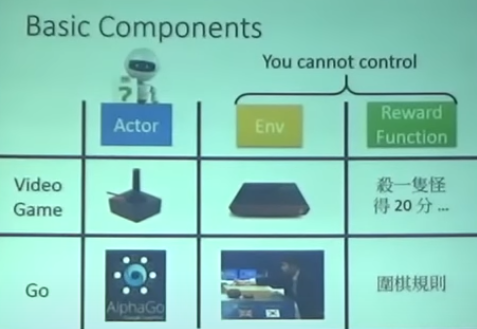 Basic Components
You cannot control
?
Actor
Env
Reward
Function
Video
Game
殺一隻怪
得 20 分 ...
Go
AlphaGo
圍棋規則